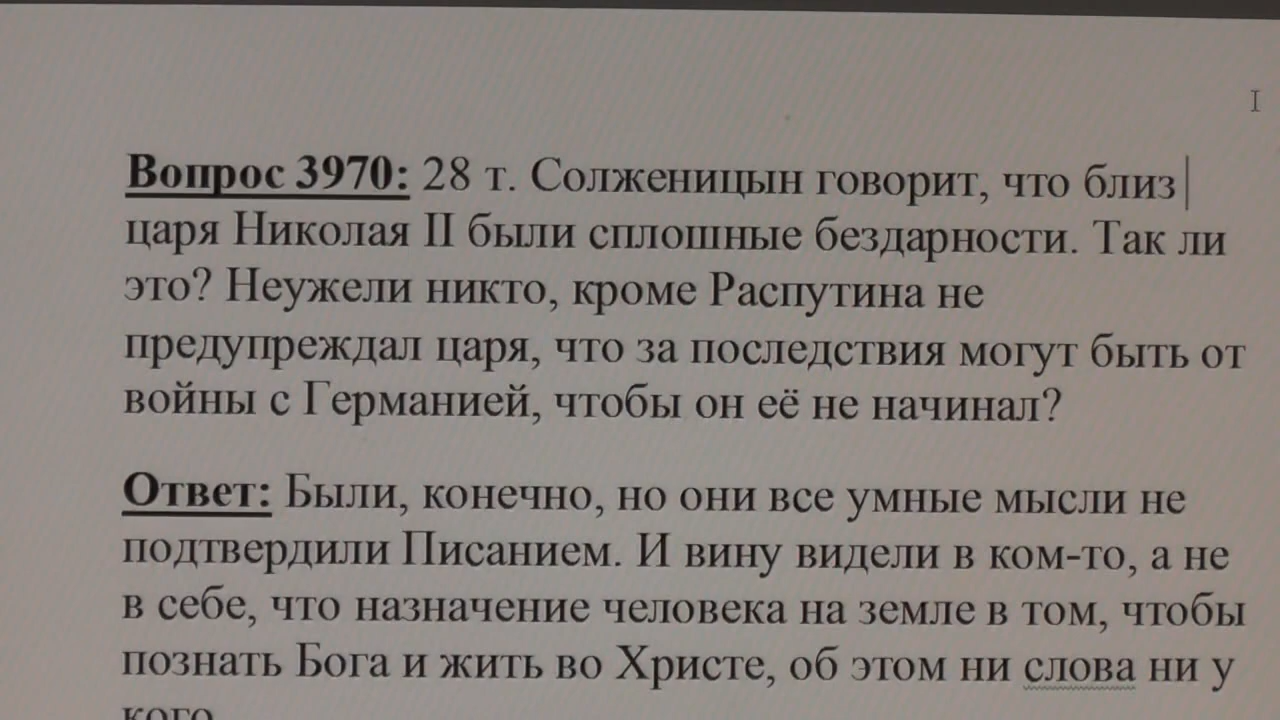 Вопрос 3970: 28 т. Солженицын говорит, что близ
царя Николая II были сплошные бездарности. Так ли
это? Неужели никто, кроме Распутина не
предупреждал царя, что за последствия могут быть от
войны с Германией, чтобы он её не начинал?
Ответ: Были, конечно, но они все умные мысли не
подтвердили Писанием. И вину видели в ком-то, а не
в себе, что назначение человека на земле в том, чтобы
познать Бога и жить во Христе, об этом ни слова ни у
кого.